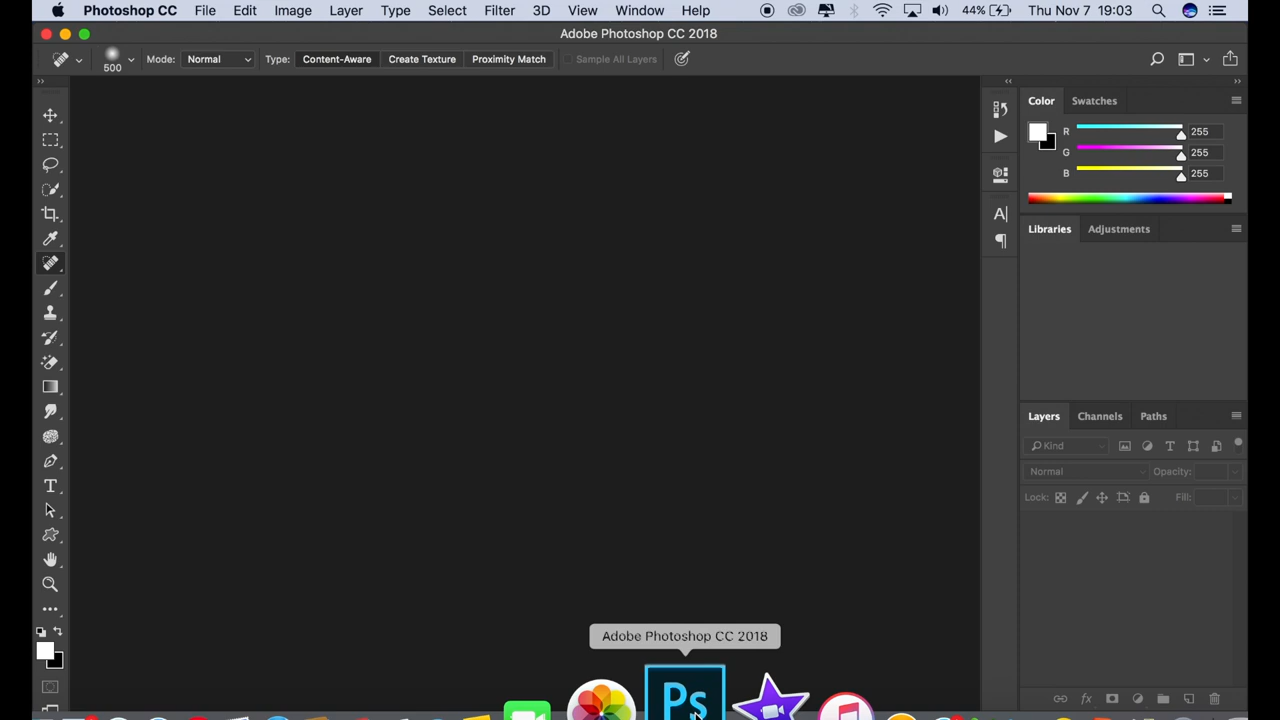 Photoshop CC File Edit Image Layer Type Select Filter 3D View Window Help 44% Thu Nov 7 19:03
Adobe Photoshop CC 2018
500 Mode: Normal Type: Content-Aware Create Texture Proximity Match Sample All Layers
Color Swatches
R 255
G 255
B 255
A
Libraries Adjustments
Layers Channels Paths
Kind
Normal Opacity:
Lock: Fill:
T
Adobe Photoshop CC 2018
Ps
fx